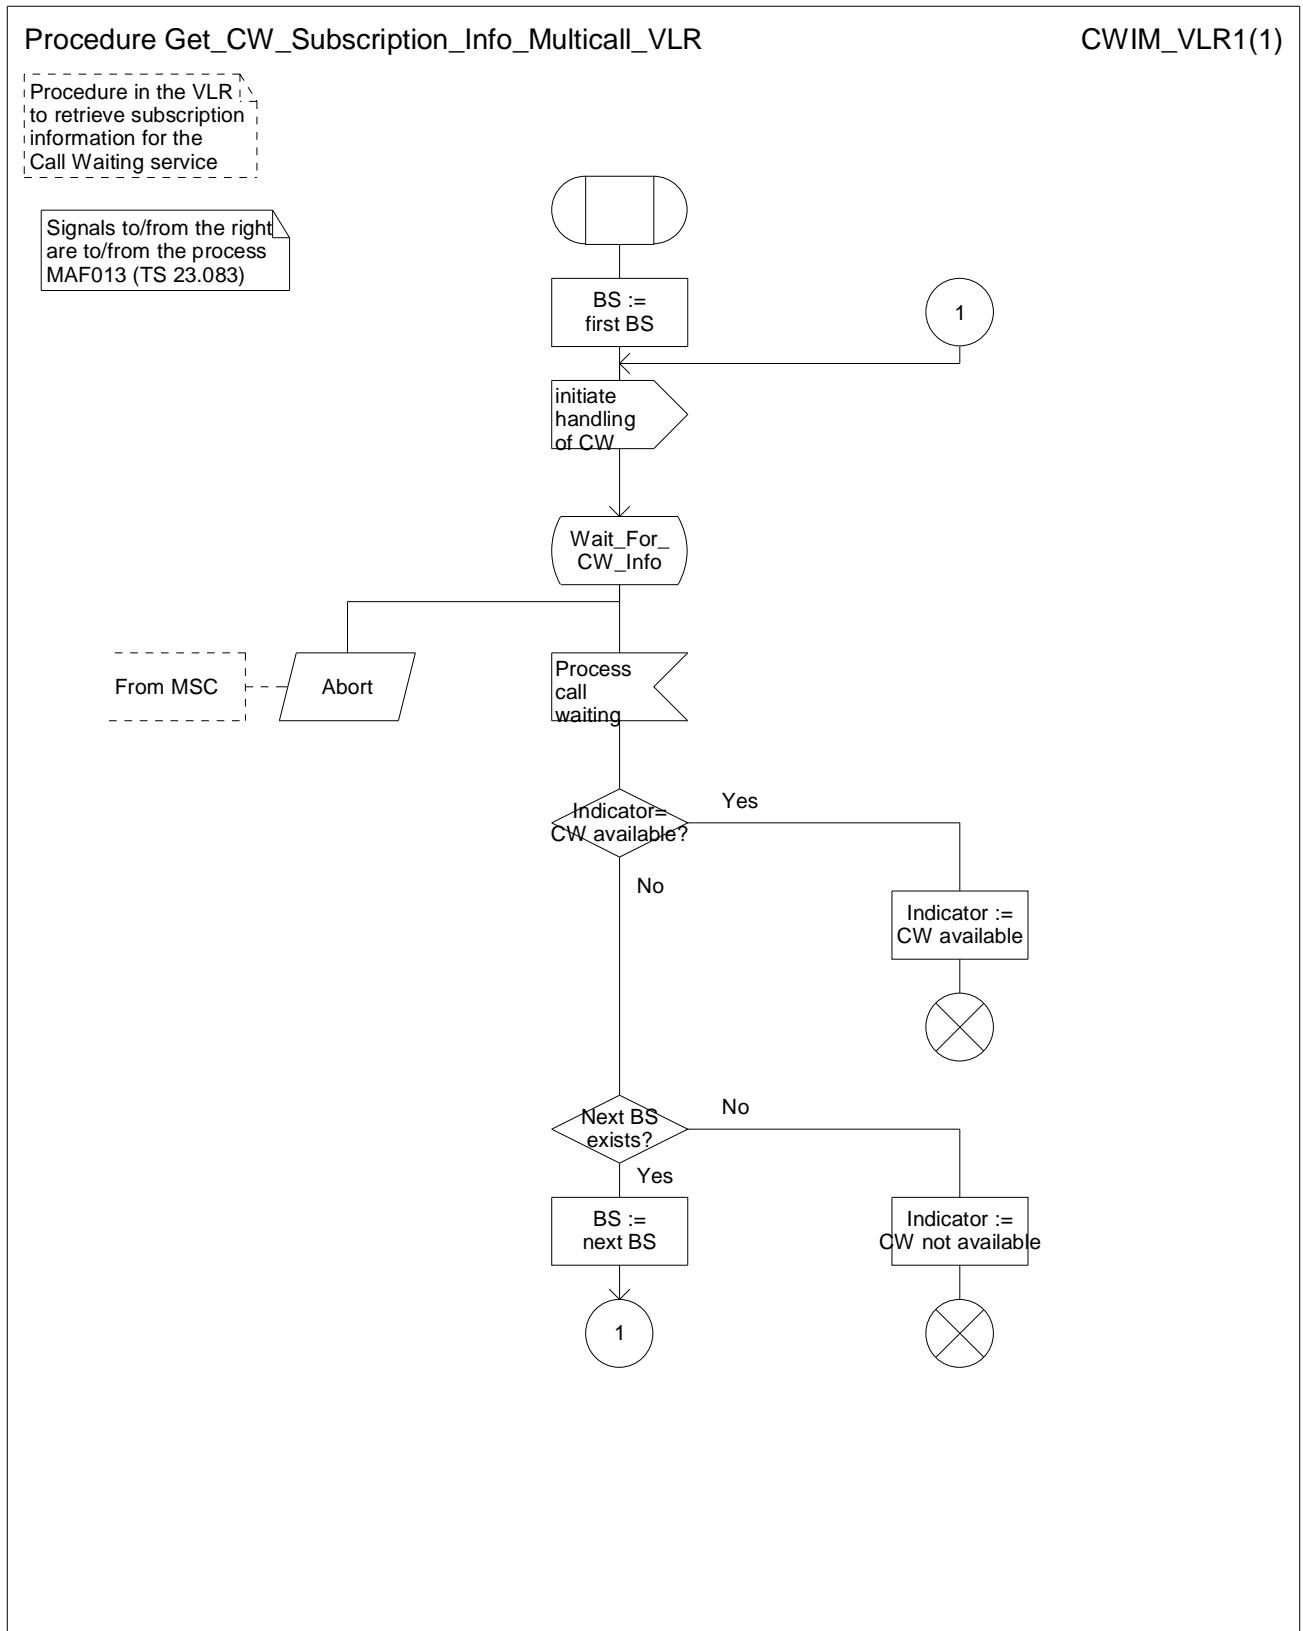 Procedure Get_CW_Subscription_Info_Multicall_VLR
CWIM_VLR1(1)
Procedure in the VLR
to retrieve subscription
information for the
Call Waiting service
Signals to/from the right
are to/from the process
MAF013 (TS 23.083)
BS :=
first BS
1
initiate
handling
of CW
Wait_For_
CW_Info
From MSC
Abort
Process
call
waiting
Indicator=
CW available?
Yes
No
Indicator :=
CW available
Next BS
exists?
No
Yes
BS :=
next BS
Indicator :=
CW not available
1